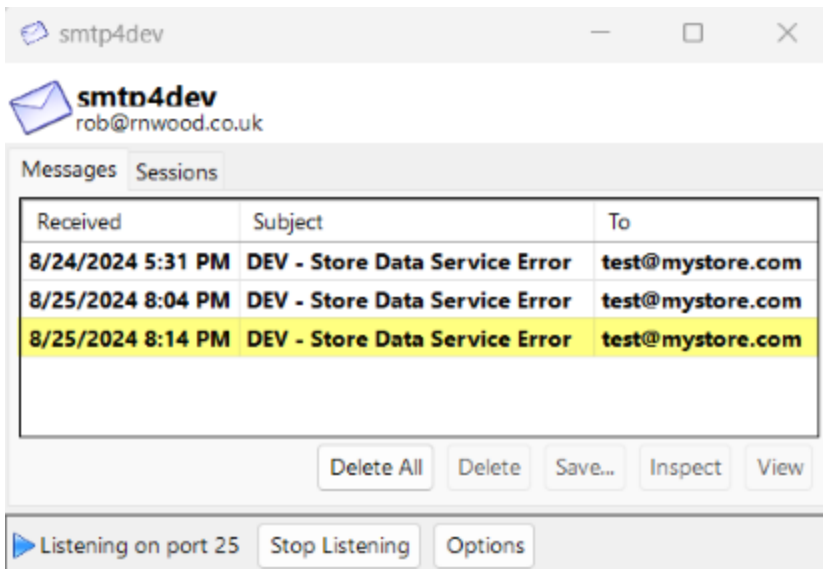 smtp4dev
smtp4dev
rob@rnwood.co.uk
Messages Sessions
Received Subject To
8/24/2024 5:31 PM DEV - Store Data Service Error test@mystore.com
8/25/2024 8:04 PM DEV - Store Data Service Error test@mystore.com
8/25/2024 8:14 PM DEV - Store Data Service Error test@mystore.com
Delete All Delete Save... Inspect View
Listening on port 25 Stop Listening Options